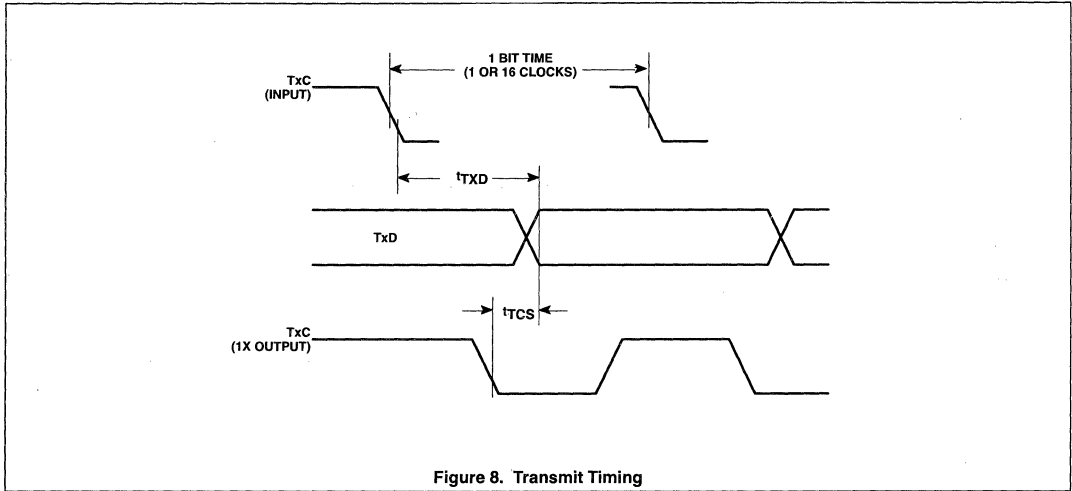 1 BIT TIME
(1 OR 16 CLOCKS)
TxC
(INPUT)
tTXD
TxD
tTCS
TxC
(1X OUTPUT)
Figure 8. Transmit Timing